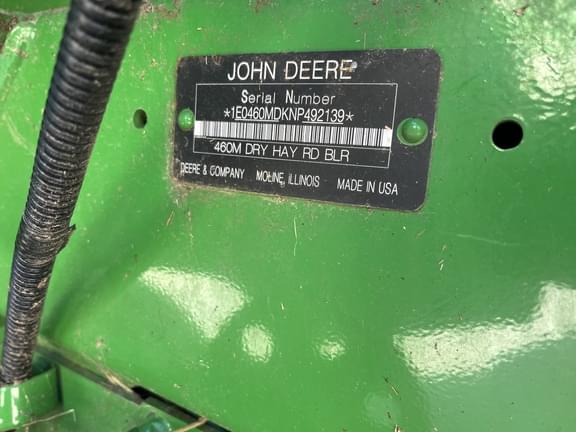 JOHN DEERE
Serial Number
*1E0460MDKNP492139*
460M DRY HAY RD BLR
DEERE & COMPANY MOLINE, ILLINOIS MADE IN USA